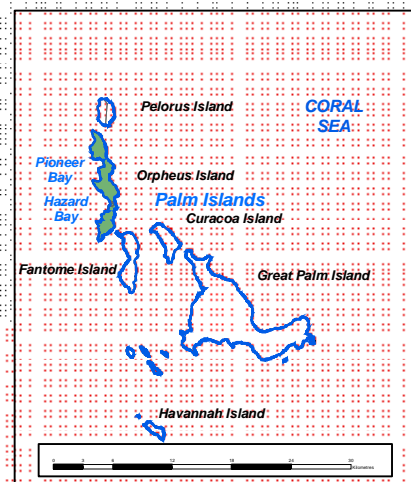 Pelorus Island
CORAL
SEA
Pioneer
Bay
Orpheus Island
Hazard
Bay
Palm Islands
Curacoa Island
Fantome Island
Great Palm Island
Havannah Island
0 3 6 12 18 24 30
Kilometres